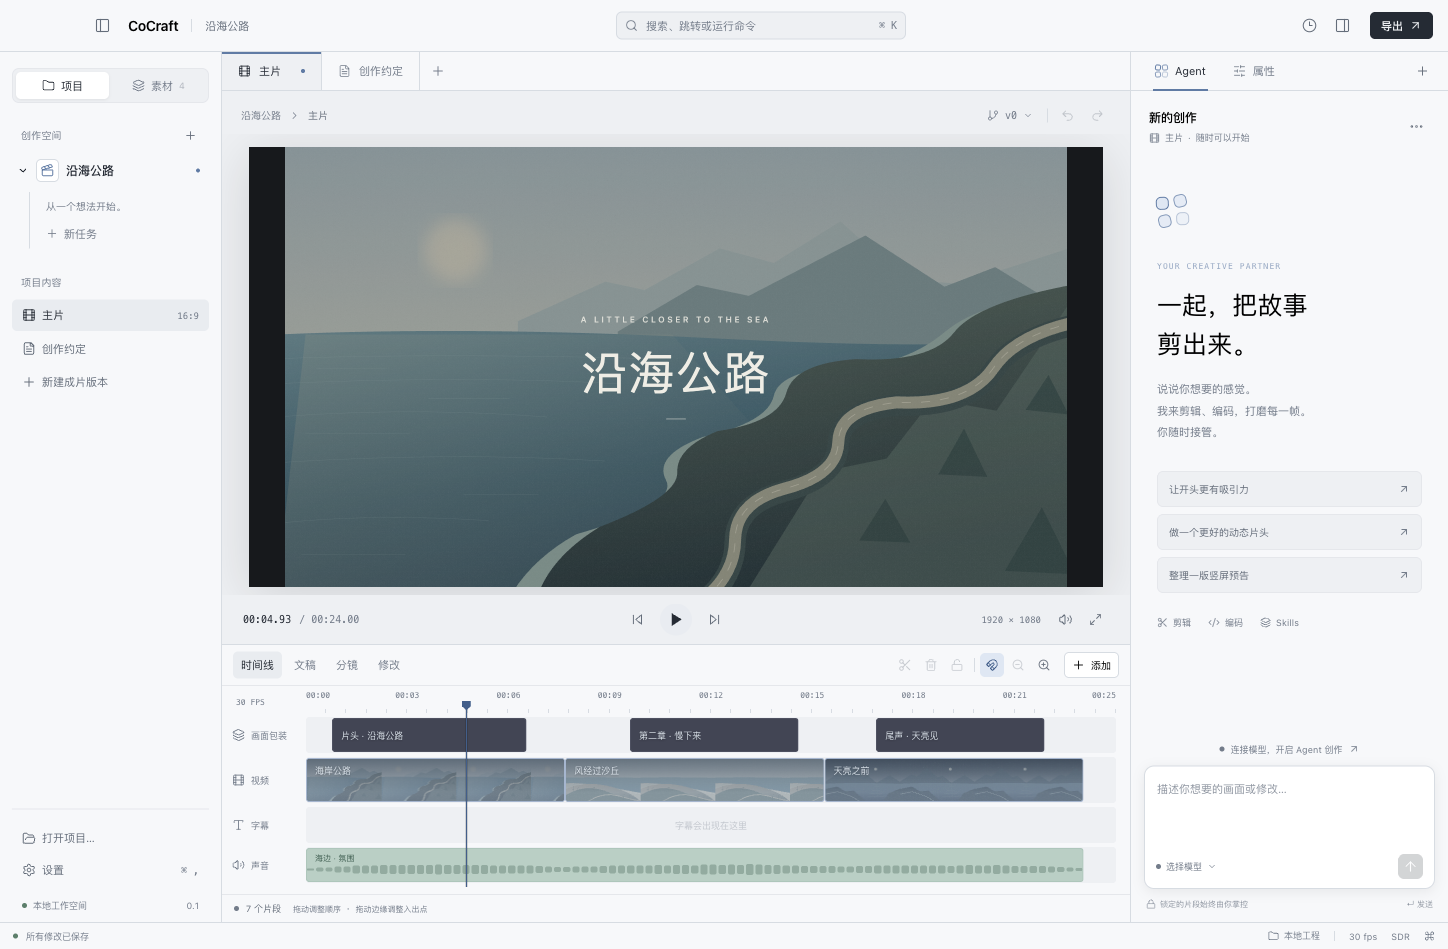 CoCraft
沿海公路
搜索、跳转或运行命令
⌘ K
导出
项目
素材 4
主片
创作约定
Agent
属性
创作空间
沿海公路
从一个想法开始。
新任务
项目内容
主片
16:9
创作约定
新建成片版本
打开项目...
设置
⌘ ,
本地工作空间
0.1
所有修改已保存
沿海公路
主片
v0
A LITTLE CLOSER TO THE SEA
沿海公路
00:04.93 / 00:24.00
1920 × 1080
时间线
文稿
分镜
修改
添加
30 FPS
00:00
00:03
00:06
00:09
00:12
00:15
00:18
00:21
00:25
画面包装
片头 · 沿海公路
第二章 · 慢下来
尾声 · 天亮见
视频
海岸公路
风经过沙丘
天亮之前
字幕
字幕会出现在这里
声音
海边 · 氛围
7 个片段
拖动调整顺序 · 拖动边缘调整入出点
新的创作
主片 · 随时可以开始
YOUR CREATIVE PARTNER
一起，把故事
剪出来。
说说你想要的感觉。
我来剪辑、编码，打磨每一帧。
你随时接管。
让开头更有吸引力
做一个更好的动态片头
整理一版竖屏预告
剪辑
编码
Skills
连接模型，开启 Agent 创作
描述你想要的画面或修改...
选择模型
锁定的片段始终由你掌控
↵ 发送
本地工程
30 fps
SDR
⌘